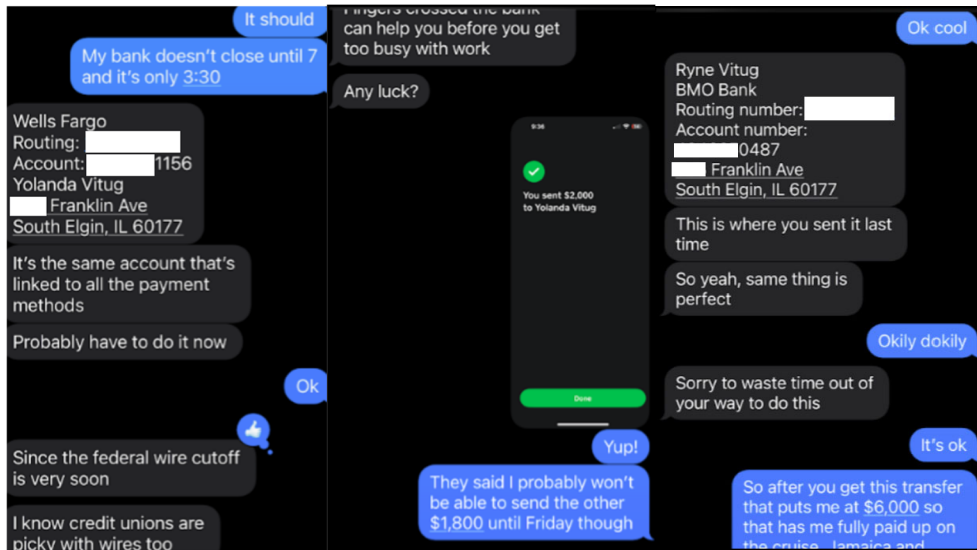 It should
My bank doesn't close until 7
and it's only 3:30
Wells Fargo
Routing:
Account: 1156
Yolanda Vitug
Franklin Ave
South Elgin, IL 60177
It's the same account that's
linked to all the payment
methods
Probably have to do it now
Ok
Since the federal wire cutoff
is very soon
I know credit unions are
picky with wires too
Fingers crossed the bank
can help you before you get
too busy with work
Any luck?
9:36
You sent $2,000
to Yolanda Vitug
Done
Yup!
They said I probably won't
be able to send the other
$1,800 until Friday though
Ok cool
Ryne Vitug
BMO Bank
Routing number:
Account number:
0487
Franklin Ave
South Elgin, IL 60177
This is where you sent it last
time
So yeah, same thing is
perfect
Okily dokily
Sorry to waste time out of
your way to do this
It's ok
So after you get this transfer
that puts me at $6,000 so
that has me fully paid up on
the cruise, Jamaica and